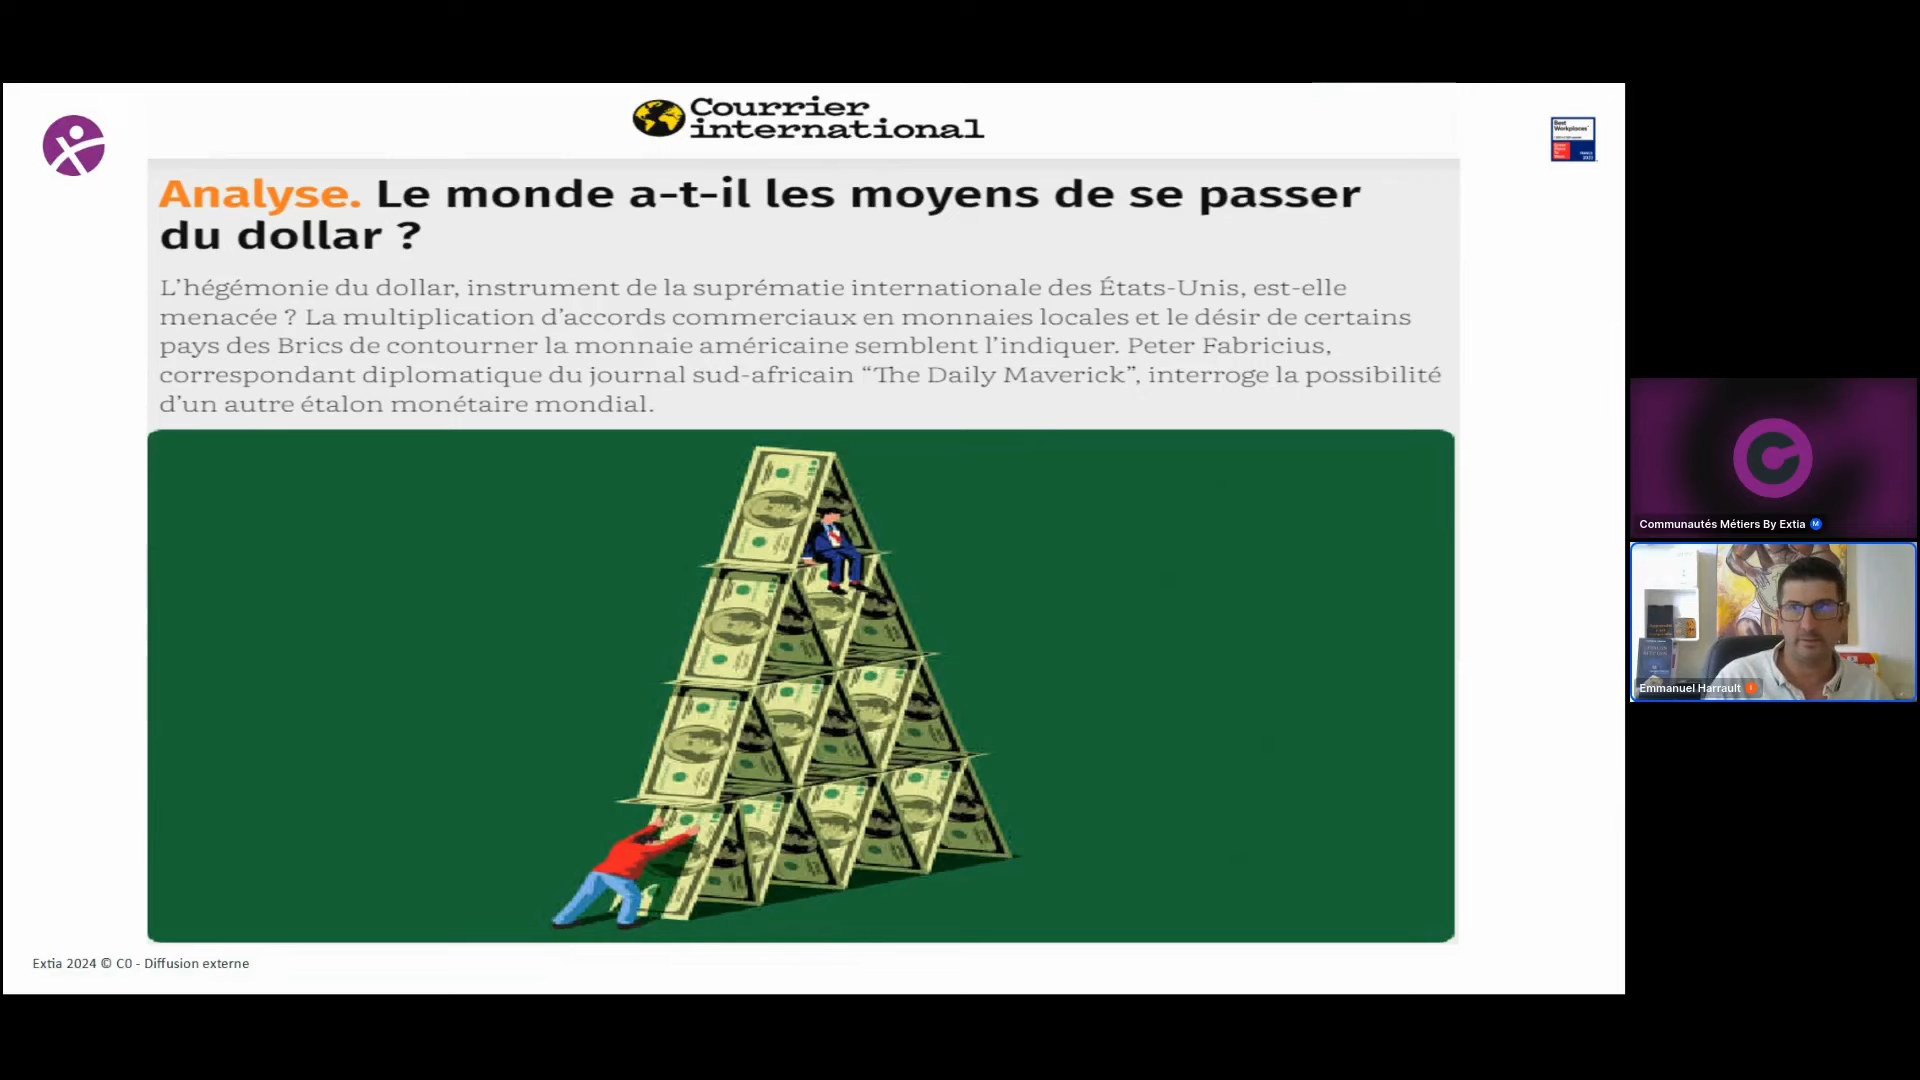 Courrier
international
Analyse. Le monde a-t-il les moyens de se passer
du dollar ?
L’hégémonie du dollar, instrument de la suprématie internationale des États-Unis, est-elle
menacée ? La multiplication d’accords commerciaux en monnaies locales et le désir de certains
pays des Brics de contourner la monnaie américaine semblent l’indiquer. Peter Fabricius,
correspondant diplomatique du journal sud-africain “The Daily Maverick”, interroge la possibilité
d’un autre étalon monétaire mondial.
Extia 2024 © C0 - Diffusion externe
Best
Workplaces
Communautés Métiers By Extia
Emmanuel Harrault